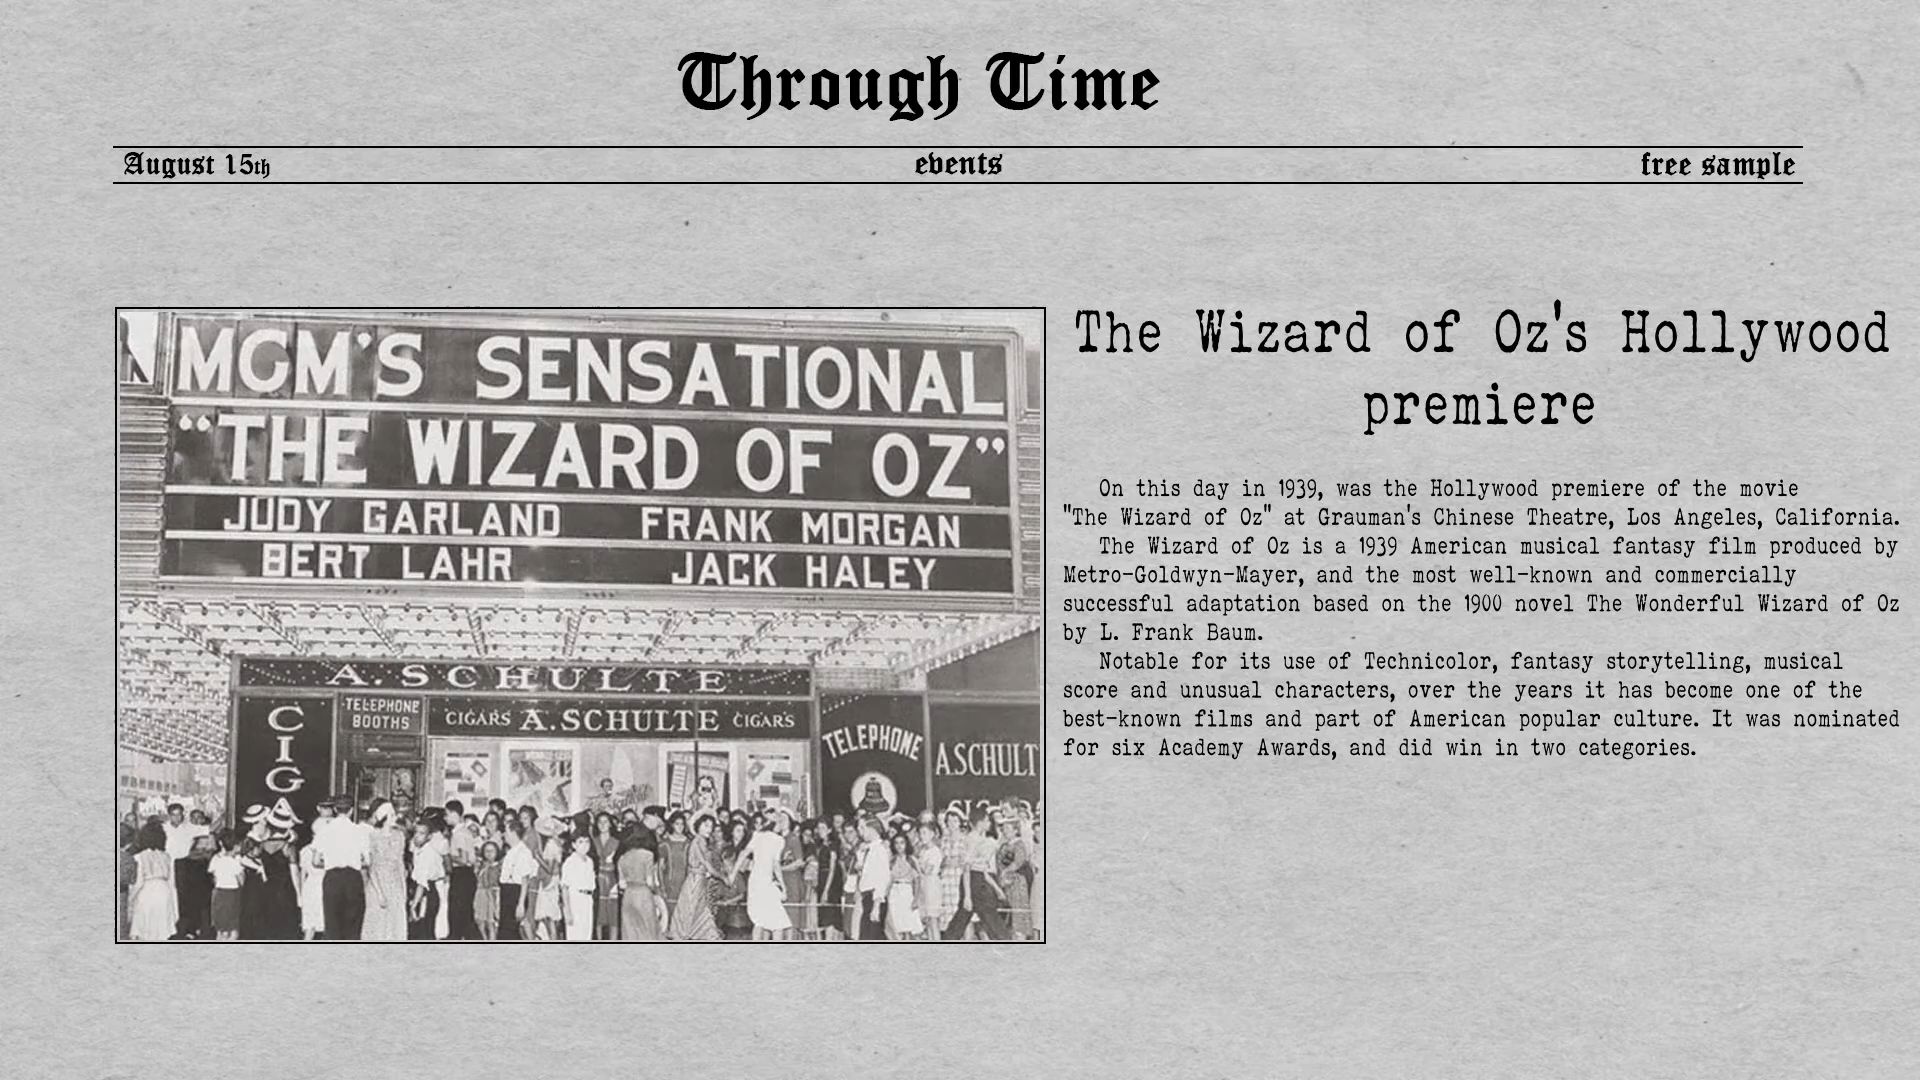 Through Time
August 15th events free sample
MGM'S SENSATIONAL
"THE WIZARD OF OZ"
JUDY GARLAND FRANK MORGAN
BERT LAHR JACK HALEY
A. SCHULTE
CIGA
TELEPHONE
BOOTHS
CIGARS A. SCHULTE CIGARS
TELEPHONE
A.SCHULT
The Wizard of Oz's Hollywood
premiere
On this day in 1939, was the Hollywood premiere of the movie
"The Wizard of Oz" at Grauman's Chinese Theatre, Los Angeles, California.
The Wizard of Oz is a 1939 American musical fantasy film produced by
Metro-Goldwyn-Mayer, and the most well-known and commercially
successful adaptation based on the 1900 novel The Wonderful Wizard of Oz
by L. Frank Baum.
Notable for its use of Technicolor, fantasy storytelling, musical
score and unusual characters, over the years it has become one of the
best-known films and part of American popular culture. It was nominated
for six Academy Awards, and did win in two categories.